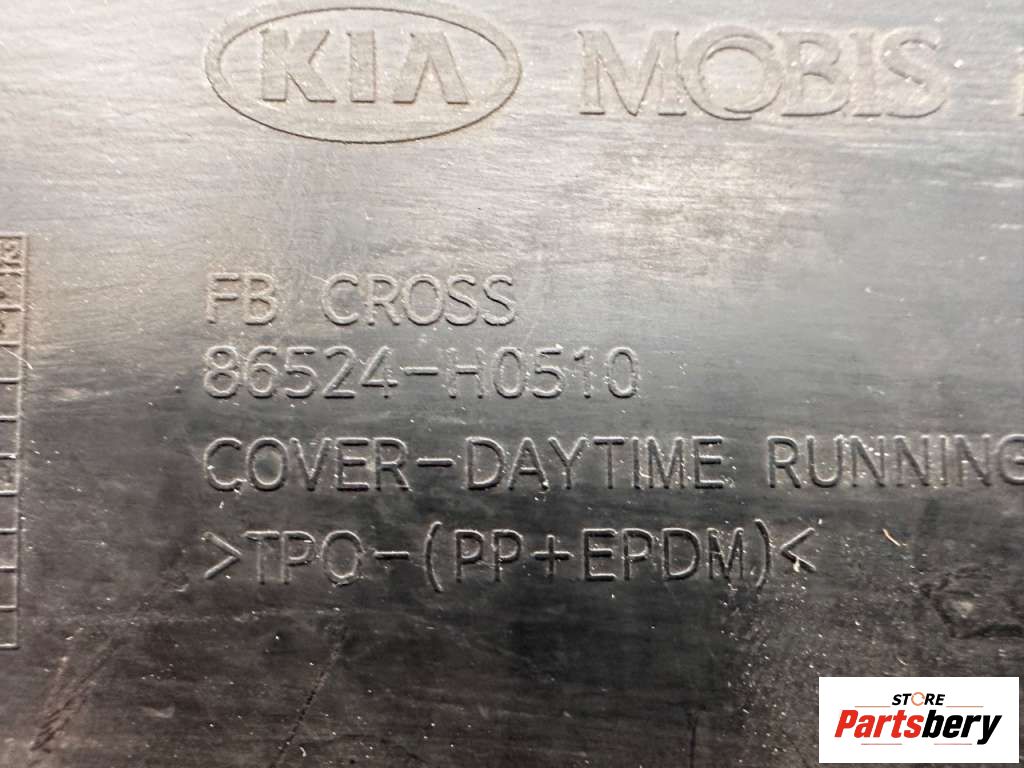 KIA MOBIS
FB CROSS
86524-H0510
COVER-DAYTIME RUNNING
>TPO-(PP+EPDM)<
STORE
Partsbery